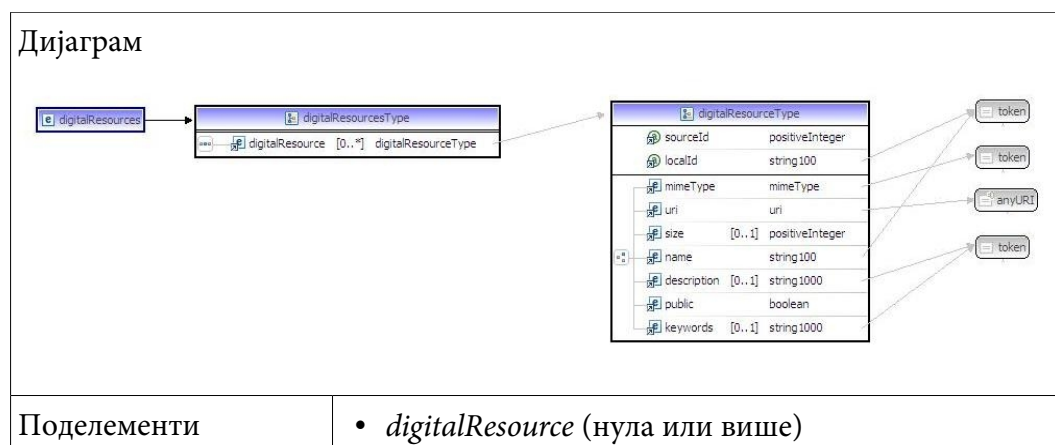 Дијаграм
e digitalResources
digitalResourcesType
e digitalResource [0..*] digitalResourceType
digitalResourceType
sourceId positiveInteger
localId string100
e mimeType mimeType
e uri uri
e size [0..1] positiveInteger
e name string100
e description [0..1] string1000
e public boolean
e keywords [0..1] string1000
token
token
anyURI
token
Поделементи
• digitalResource (нула или више)